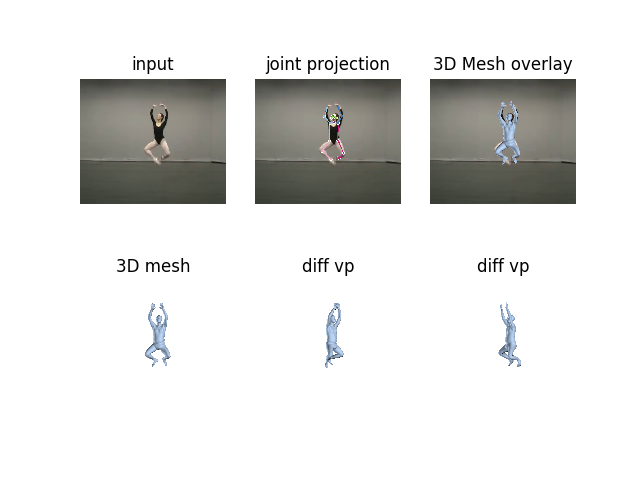 input
joint projection
3D Mesh overlay
3D mesh
diff vp
diff vp